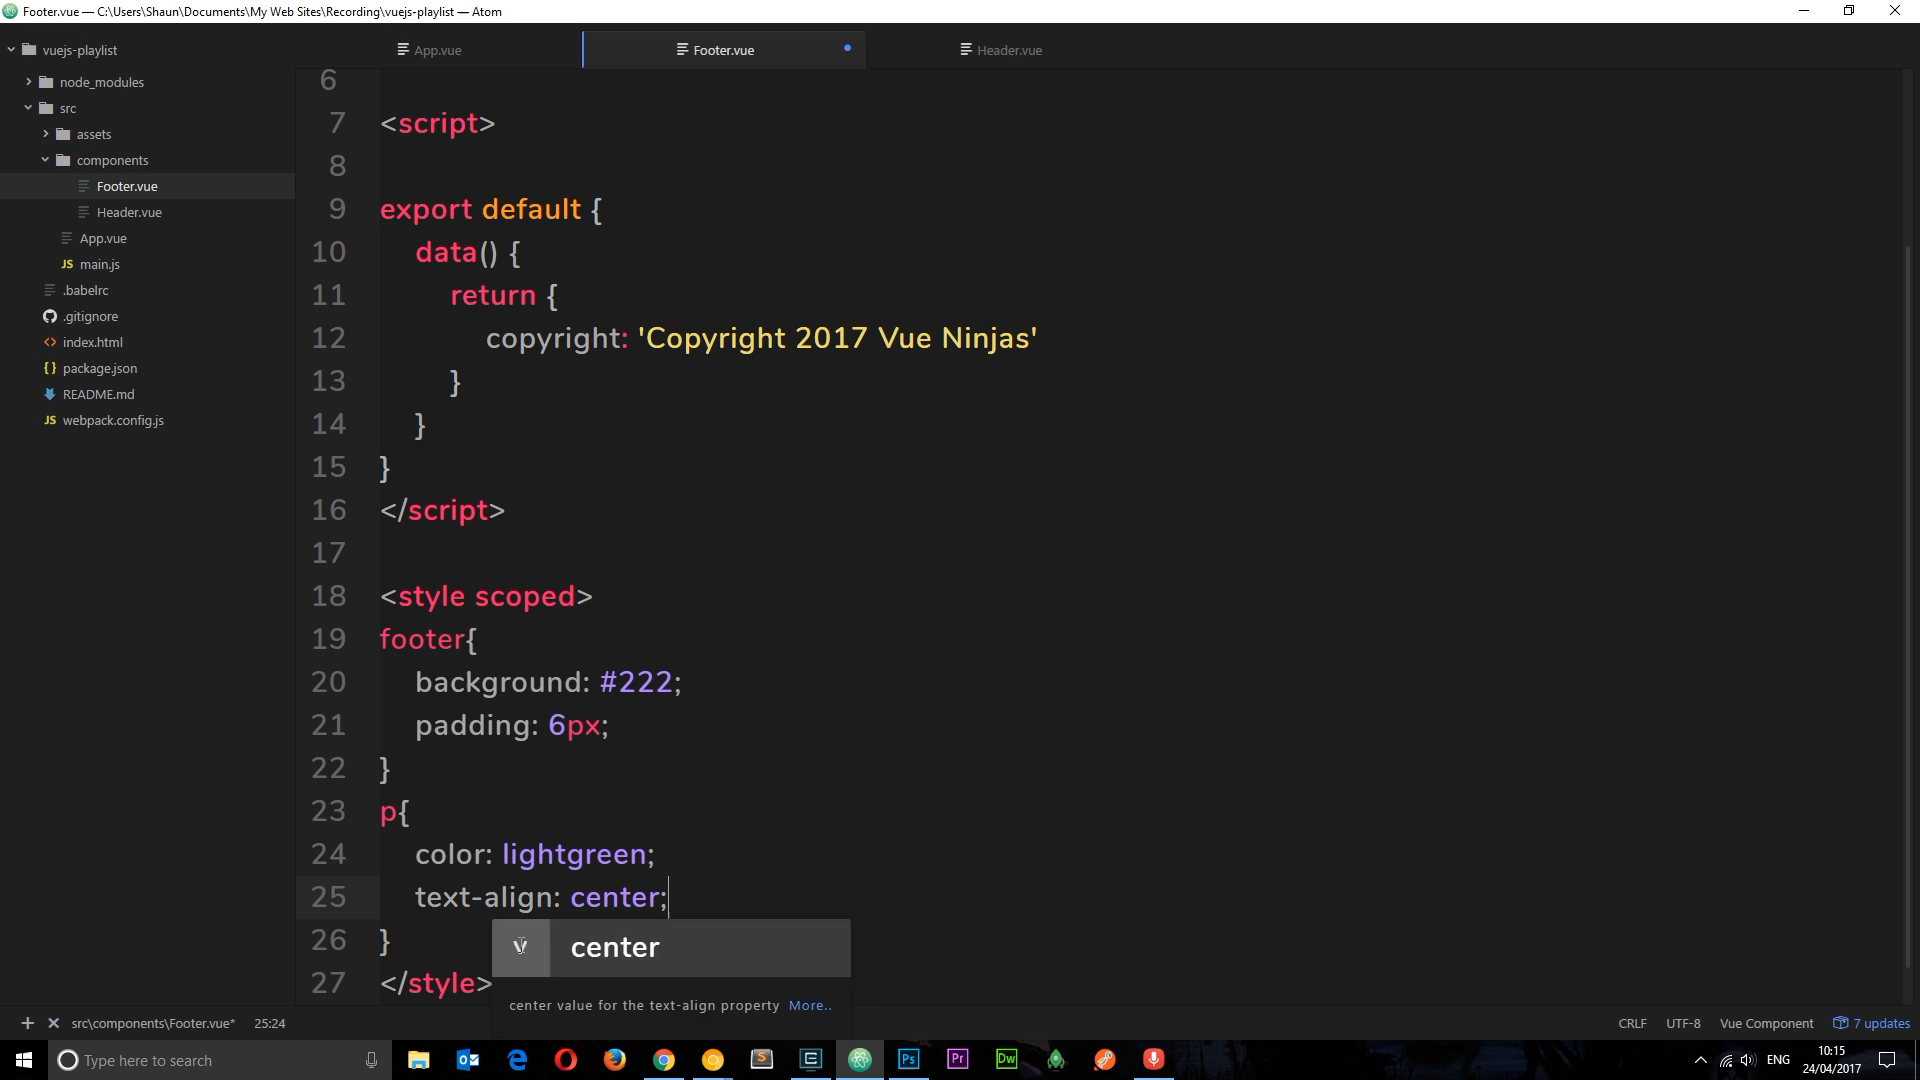 Footer.vue — C:\Users\Shaun\Documents\My Web Sites\Recording\vuejs-playlist — Atom
vuejs-playlist
node_modules
src
assets
components
Footer.vue
Header.vue
App.vue
JS main.js
.babelrc
.gitignore
<> index.html
{} package.json
README.md
JS webpack.config.js
App.vue
Footer.vue
Header.vue
6
7 <script>
8
9 export default {
10 data() {
11 return {
12 copyright: 'Copyright 2017 Vue Ninjas'
13 }
14 }
15 }
16 </script>
17
18 <style scoped>
19 footer{
20 background: #222;
21 padding: 6px;
22 }
23 p{
24 color: lightgreen;
25 text-align: center;
26 }
27 </style>
v center
center value for the text-align property More..
src\components\Footer.vue* 25:24
CRLF UTF-8 Vue Component 7 updates
Type here to search
Ps Pr Dw
ENG
10:15
24/04/2017